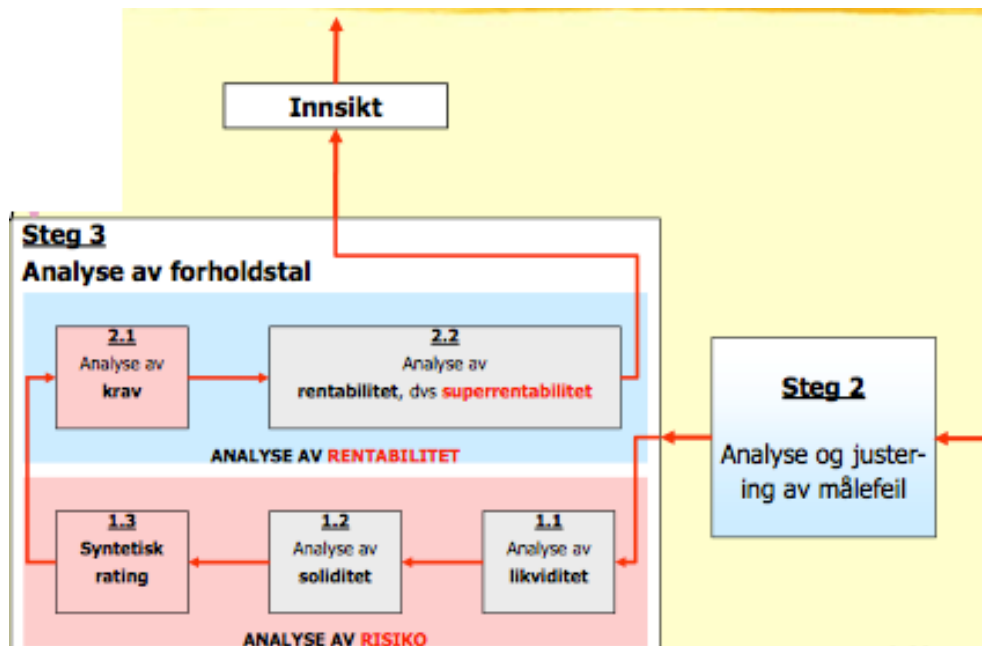 Innsikt
Steg 3
Analyse av forholdstal
2.1
Analyse av
krav
2.2
Analyse av
rentabilitet, dvs superrentabilitet
ANALYSE AV RENTABILITET
Steg 2
Analyse og juster-
ing av målefeil
1.3
Syntetisk
rating
1.2
Analyse av
soliditet
1.1
Analyse av
likviditet
ANALYSE AV RISIKO